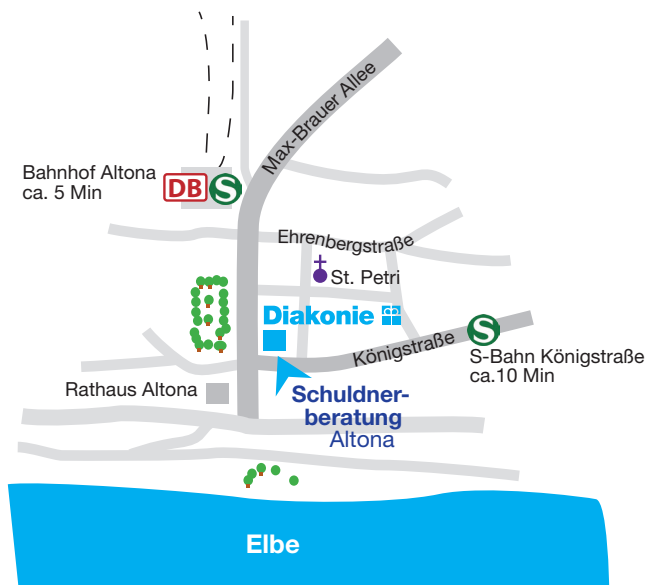 Max-Brauer Allee
Bahnhof Altona
ca. 5 Min
DB
S
Ehrenbergstraße
St. Petri
Diakonie
Königstraße
S
S-Bahn Königstraße
ca.10 Min
Rathaus Altona
Schuldner-
beratung
Altona
Elbe